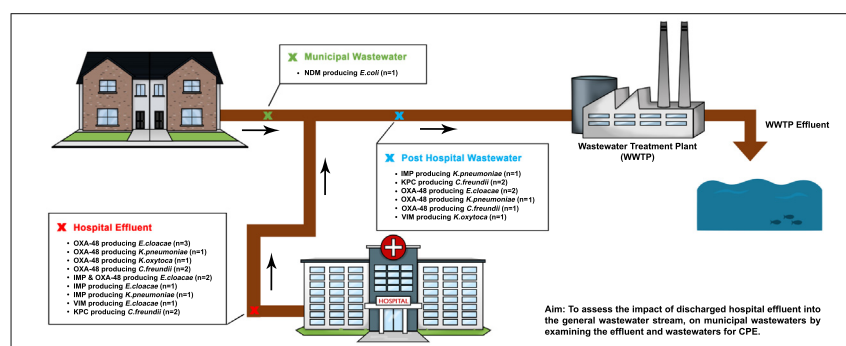 Municipal Wastewater
• NDM producing E.coli (n=1)
WWTP Effluent
Wastewater Treatment Plant
(WWTP)
Post Hospital Wastewater
• IMP producing K.pneumoniae (n=1)
• KPC producing C.freundii (n=2)
• OXA-48 producing E.cloacae (n=2)
• OXA-48 producing K.pneumoniae (n=1)
• OXA-48 producing C.freundii (n=1)
• VIM producing K.oxytoca (n=1)
Hospital Effluent
• OXA-48 producing E.cloacae (n=3)
• OXA-48 producing K.pneumoniae (n=1)
• OXA-48 producing K.oxytoca (n=1)
• OXA-48 producing C.freundii (n=2)
• IMP & OXA-48 producing E.cloacae (n=2)
• IMP producing E.cloacae (n=1)
• IMP producing K.pneumoniae (n=1)
• VIM producing E.cloacae (n=1)
• KPC producing C.freundii (n=2)
HOSPITAL
Aim: To assess the impact of discharged hospital effluent into
the general wastewater stream, on municipal wastewaters by
examining the effluent and wastewaters for CPE.